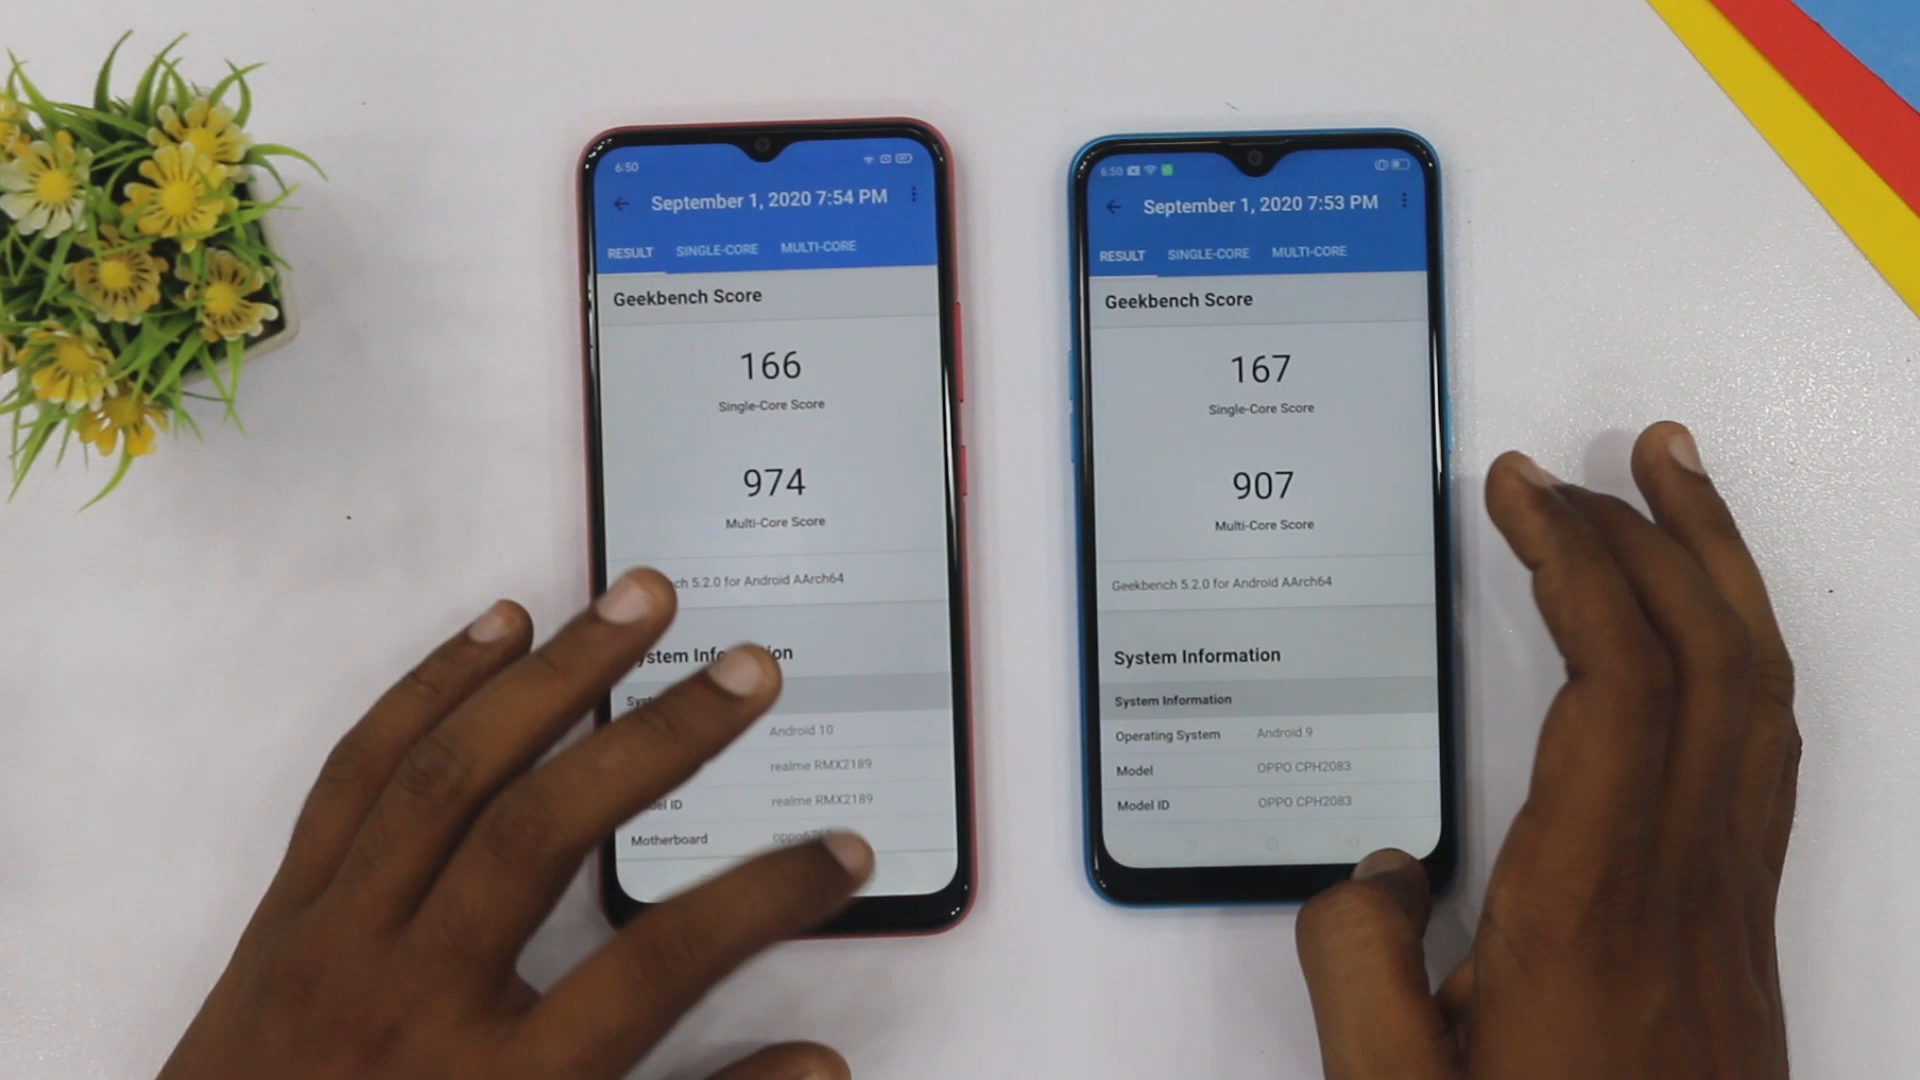 6:50
September 1, 2020 7:54 PM
RESULT SINGLE-CORE MULTI-CORE
Geekbench Score
166
Single-Core Score
974
Multi-Core Score
5.2.0 for Android AArch64
Android 10
realme RMX2189
ID realme RMX2189
Motherboard
6:50
September 1, 2020 7:53 PM
RESULT SINGLE-CORE MULTI-CORE
Geekbench Score
167
Single-Core Score
907
Multi-Core Score
Geekbench 5.2.0 for Android AArch64
System Information
System Information
Operating System Android 9
Model OPPO CPH2083
Model ID OPPO CPH2083